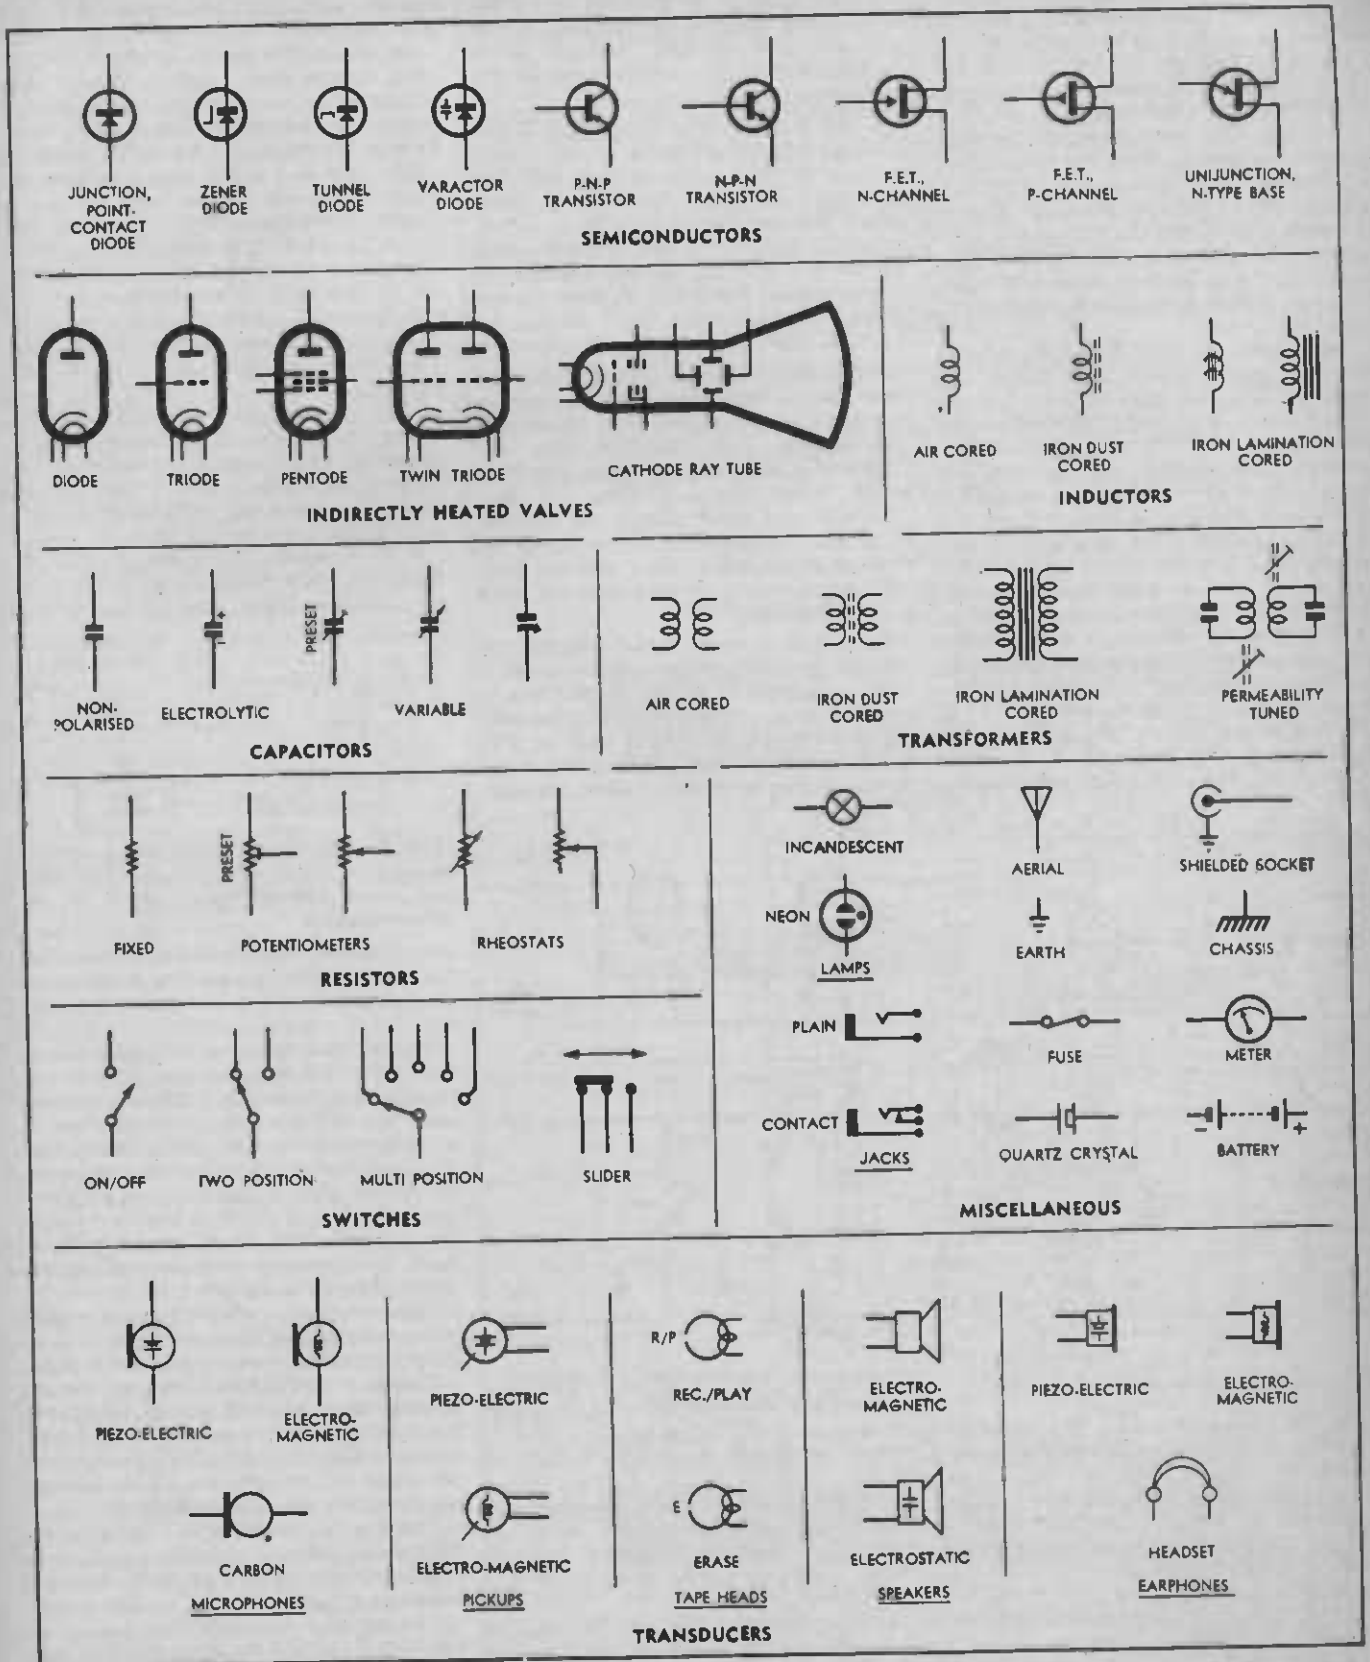 JUNCTION,
POINT-
CONTACT
DIODE
ZENER
DIODE
TUNNEL
DIODE
VARACTOR
DIODE
P-N-P
TRANSISTOR
N-P-N
TRANSISTOR
F.E.T.,
N-CHANNEL
F.E.T.,
P-CHANNEL
UNIJUNCTION,
N-TYPE BASE
SEMICONDUCTORS
DIODE
TRIODE
PENTODE
TWIN TRIODE
CATHODE RAY TUBE
INDIRECTLY HEATED VALVES
AIR CORED
IRON DUST
CORED
IRON LAMINATION
CORED
INDUCTORS
NON-
POLARISED
+
−
ELECTROLYTIC
PRESET
VARIABLE
CAPACITORS
AIR CORED
IRON DUST
CORED
IRON LAMINATION
CORED
PERMEABILITY
TUNED
TRANSFORMERS
FIXED
PRESET
POTENTIOMETERS
RHEOSTATS
RESISTORS
ON/OFF
TWO POSITION
MULTI POSITION
SLIDER
SWITCHES
INCANDESCENT
NEON
LAMPS
AERIAL
SHIELDED SOCKET
EARTH
CHASSIS
PLAIN
FUSE
METER
CONTACT
JACKS
QUARTZ CRYSTAL
− +
BATTERY
MISCELLANEOUS
PIEZO-ELECTRIC
ELECTRO-
MAGNETIC
CARBON
MICROPHONES
PIEZO-ELECTRIC
ELECTRO-MAGNETIC
PICKUPS
R/P
REC./PLAY
E
ERASE
TAPE HEADS
ELECTRO-
MAGNETIC
ELECTROSTATIC
SPEAKERS
PIEZO-ELECTRIC
ELECTRO-
MAGNETIC
HEADSET
EARPHONES
TRANSDUCERS